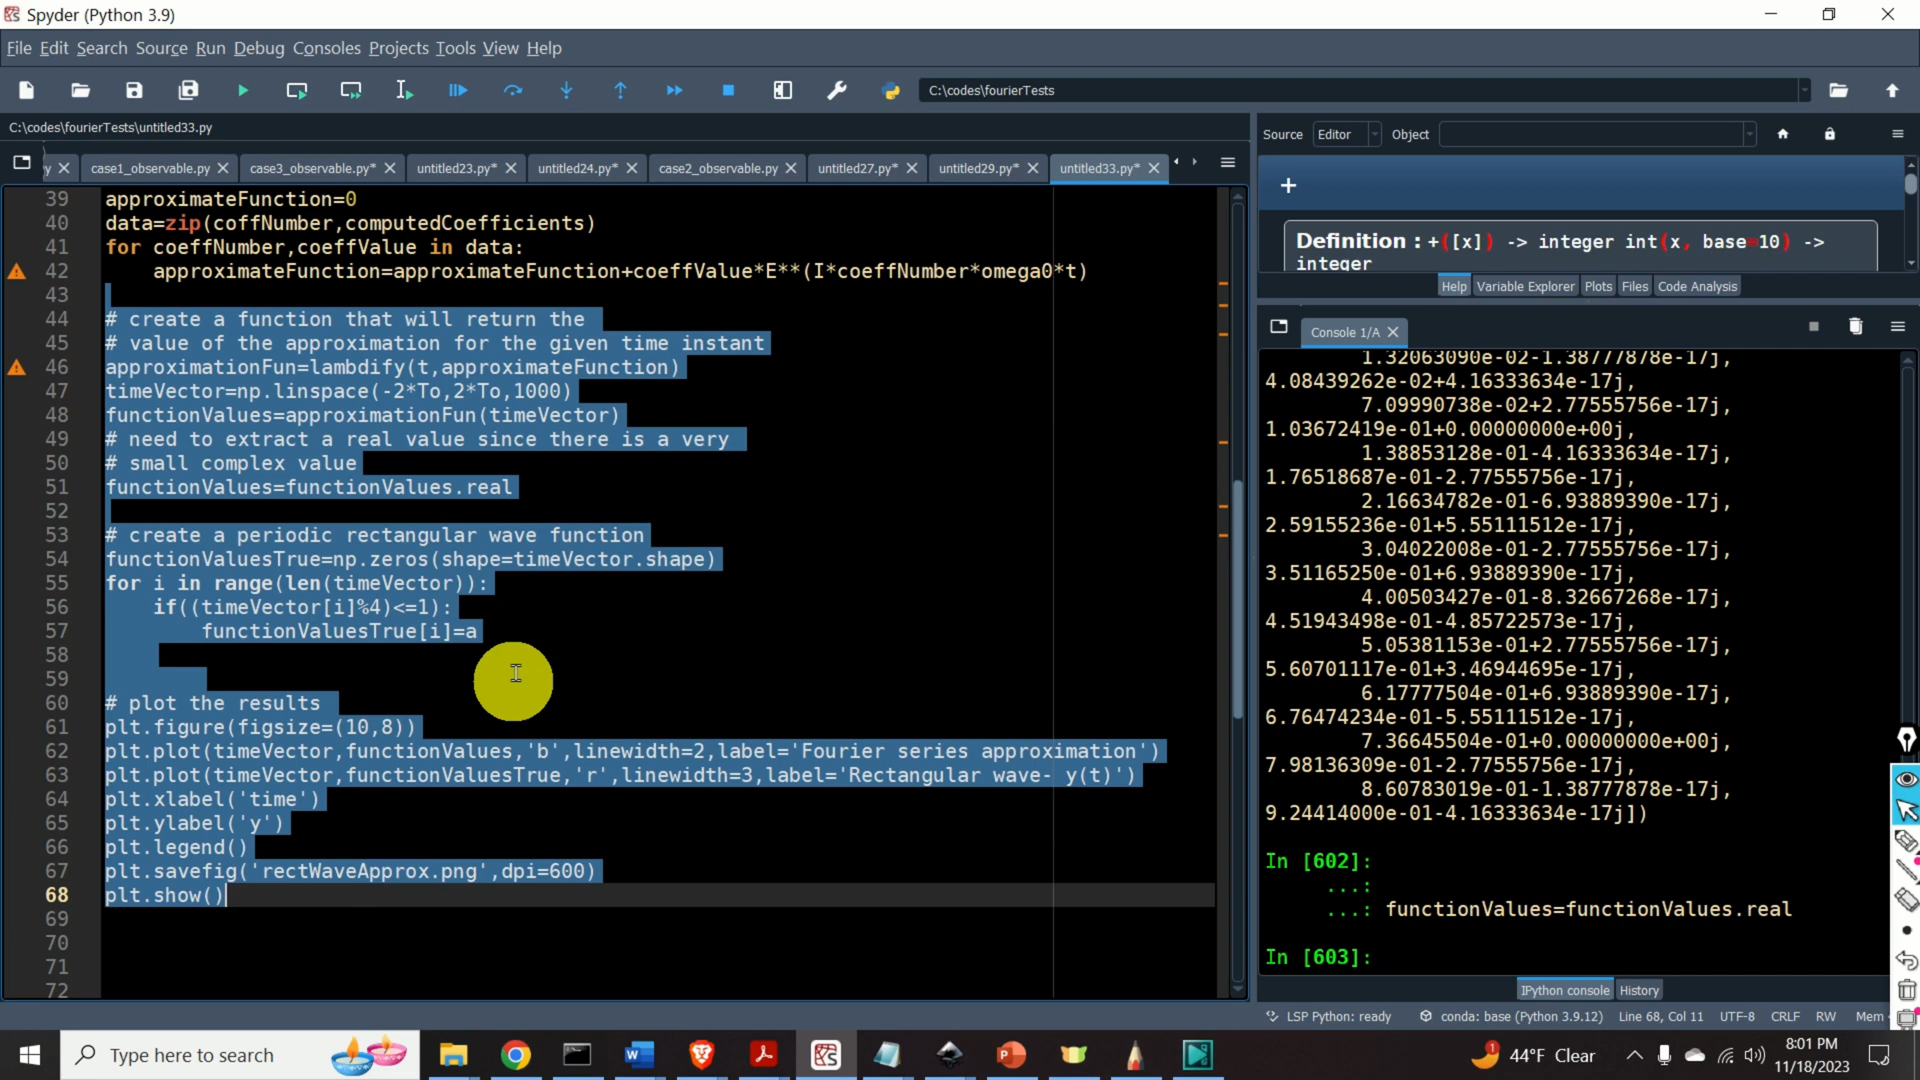 Spyder (Python 3.9)
File Edit Search Source Run Debug Consoles Projects Tools View Help
C:\codes\fourierTests
C:\codes\fourierTests\untitled33.py
y case1_observable.py case3_observable.py* untitled23.py* untitled24.py* case2_observable.py untitled27.py* untitled29.py* untitled33.py*
39 approximateFunction=0
40 data=zip(coffNumber,computedCoefficients)
41 for coeffNumber,coeffValue in data:
42 approximateFunction=approximateFunction+coeffValue*E**(I*coeffNumber*omega0*t)
43
44 # create a function that will return the
45 # value of the approximation for the given time instant
46 approximationFun=lambdify(t,approximateFunction)
47 timeVector=np.linspace(-2*To,2*To,1000)
48 functionValues=approximationFun(timeVector)
49 # need to extract a real value since there is a very
50 # small complex value
51 functionValues=functionValues.real
52
53 # create a periodic rectangular wave function
54 functionValuesTrue=np.zeros(shape=timeVector.shape)
55 for i in range(len(timeVector)):
56 if((timeVector[i]%4)<=1):
57 functionValuesTrue[i]=a
58
59
60 # plot the results
61 plt.figure(figsize=(10,8))
62 plt.plot(timeVector,functionValues,'b',linewidth=2,label='Fourier series approximation')
63 plt.plot(timeVector,functionValuesTrue,'r',linewidth=3,label='Rectangular wave- y(t)')
64 plt.xlabel('time')
65 plt.ylabel('y')
66 plt.legend()
67 plt.savefig('rectWaveApprox.png',dpi=600)
68 plt.show()
69
70
71
72
Source Editor Object
+
Definition : +([x]) -> integer int(x, base=10) ->
integer
Help Variable Explorer Plots Files Code Analysis
Console 1/A
1.32063090e-02-1.38777878e-17j,
4.08439262e-02+4.16333634e-17j,
7.09990738e-02+2.77555756e-17j,
1.03672419e-01+0.00000000e+00j,
1.38853128e-01-4.16333634e-17j,
1.76518687e-01-2.77555756e-17j,
2.16634782e-01-6.93889390e-17j,
2.59155236e-01+5.55111512e-17j,
3.04022008e-01-2.77555756e-17j,
3.51165250e-01+6.93889390e-17j,
4.00503427e-01-8.32667268e-17j,
4.51943498e-01-4.85722573e-17j,
5.05381153e-01+2.77555756e-17j,
5.60701117e-01+3.46944695e-17j,
6.17777504e-01+6.93889390e-17j,
6.76474234e-01-5.55111512e-17j,
7.36645504e-01+0.00000000e+00j,
7.98136309e-01-2.77555756e-17j,
8.60783019e-01-1.38777878e-17j,
9.24414000e-01-4.16333634e-17j])
In [602]:
...:
...: functionValues=functionValues.real
In [603]:
IPython console History
LSP Python: ready conda: base (Python 3.9.12) Line 68, Col 11 UTF-8 CRLF RW Mem
Type here to search
1 44°F Clear
8:01 PM
11/18/2023